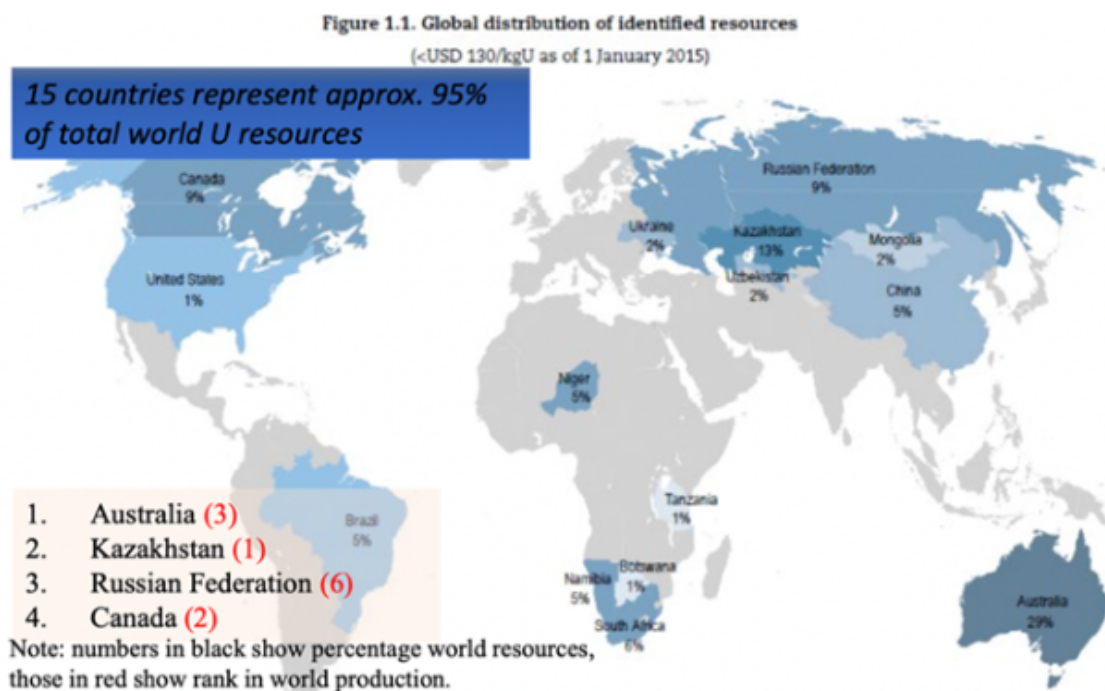 Figure 1.1. Global distribution of identified resources
(<USD 130/kgU as of 1 January 2015)
15 countries represent approx. 95%
of total world U resources
Canada
9%
Russian Federation
9%
Ukraine
2%
Kazakhstan
13%
Mongolia
2%
United States
1%
Uzbekistan
2%
China
5%
Niger
5%
Tanzania
1%
Brazil
5%
Botswana
1%
Namibia
5%
South Africa
6%
Australia
29%
1. Australia (3)
2. Kazakhstan (1)
3. Russian Federation (6)
4. Canada (2)
Note: numbers in black show percentage world resources,
those in red show rank in world production.